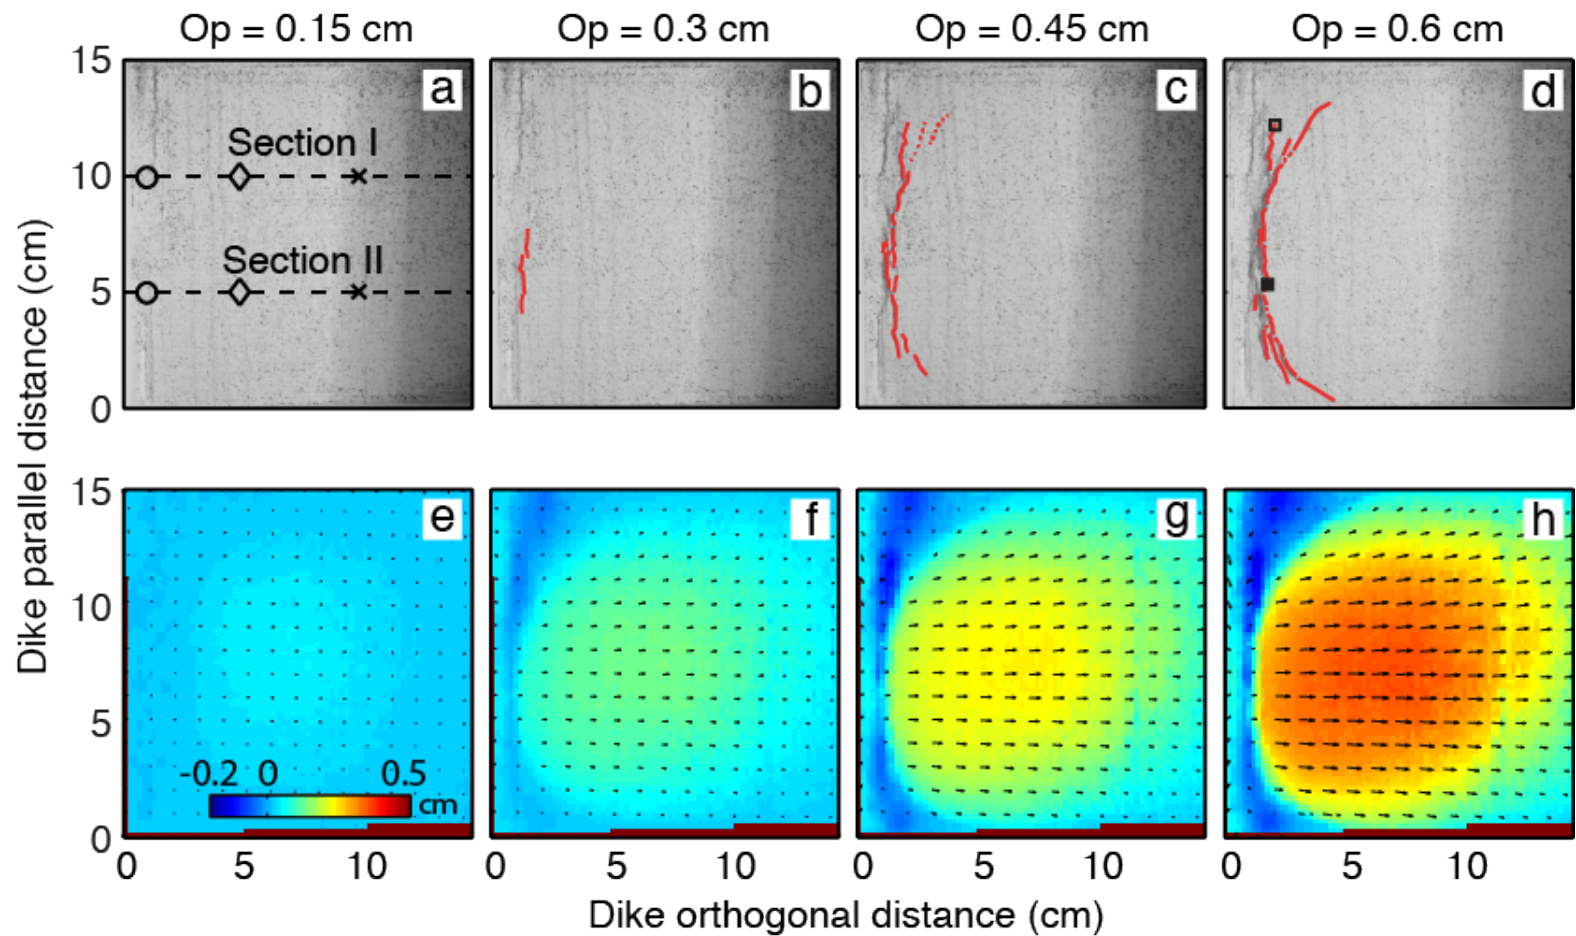 Op = 0.15 cm Op = 0.3 cm Op = 0.45 cm Op = 0.6 cm
15 a b c d
Section I
10
Section II
5
0
Dike parallel distance (cm)
15 e f g h
10
5
-0.2 0 0.5
cm
0
0 5 10 0 5 10 0 5 10 0 5 10
Dike orthogonal distance (cm)